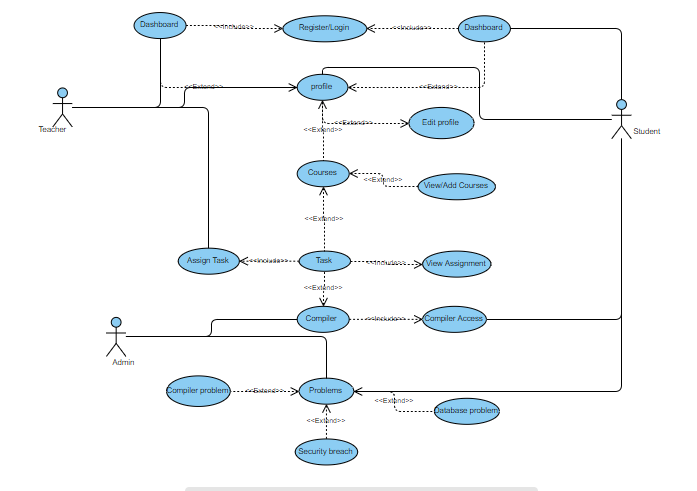 Dashboard
<<Include>>
Register/Login
<<Include>>
Dashboard
<<Extend>>
profile
<<Extend>>
Teacher
<<Extend>>
<<Extend>>
Edit profile
Student
Courses
<<Extend>>
View/Add Courses
<<Extend>>
Assign Task
<<Include>>
Task
<<Include>>
View Assignment
<<Extend>>
Compiler
<<Include>>
Compiler Access
Admin
Compiler problem
<<Extend>>
Problems
<<Extend>>
Database problem
<<Extend>>
Security breach